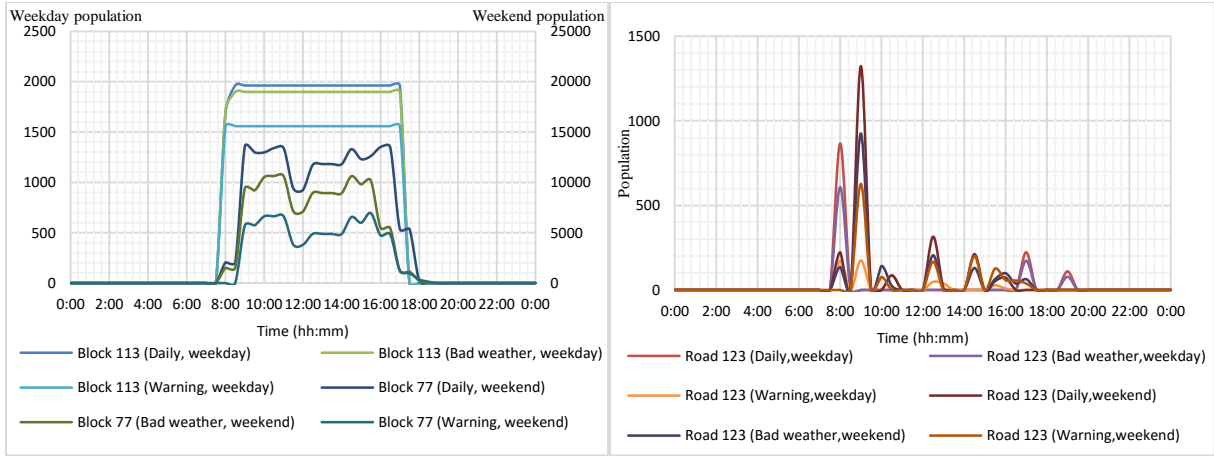 Weekday population
Weekend population
2500
2000
1500
1000
500
0
25000
20000
15000
10000
5000
0
0:00 2:00 4:00 6:00 8:00 10:00 12:00 14:00 16:00 18:00 20:00 22:00 0:00
Time (hh:mm)
Block 113 (Daily, weekday)
Block 113 (Bad weather, weekday)
Block 113 (Warning, weekday)
Block 77 (Daily, weekend)
Block 77 (Bad weather, weekend)
Block 77 (Warning, weekend)
Population
1500
1000
500
0
0:00 2:00 4:00 6:00 8:00 10:00 12:00 14:00 16:00 18:00 20:00 22:00 0:00
Time (hh:mm)
Road 123 (Daily,weekday)
Road 123 (Bad weather,weekday)
Road 123 (Warning,weekday)
Road 123 (Daily,weekend)
Road 123 (Bad weather,weekend)
Road 123 (Warning,weekend)